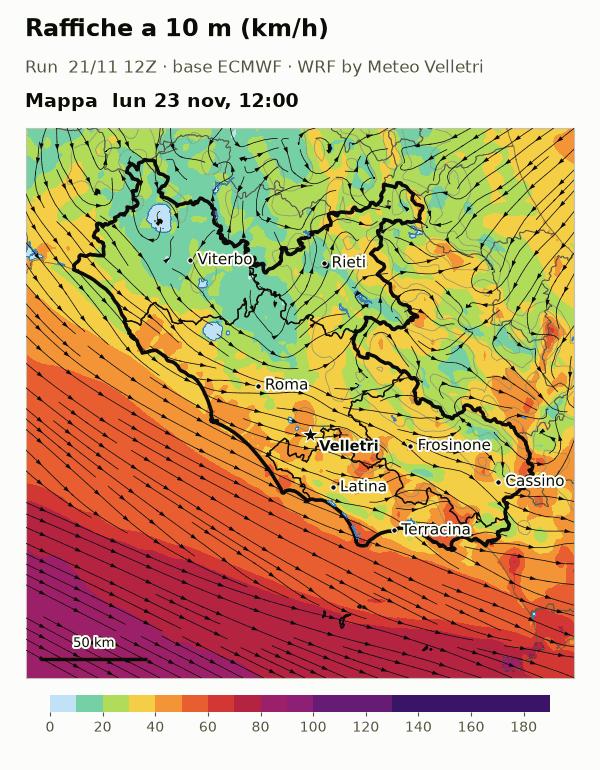 Raffiche a 10 m (km/h)
Run 21/11 12Z · base ECMWF · WRF by Meteo Velletri
Mappa lun 23 nov, 12:00
Viterbo
Rieti
Roma
Velletri
Frosinone
Cassino
Latina
Terracina
50 km
0 20 40 60 80 100 120 140 160 180